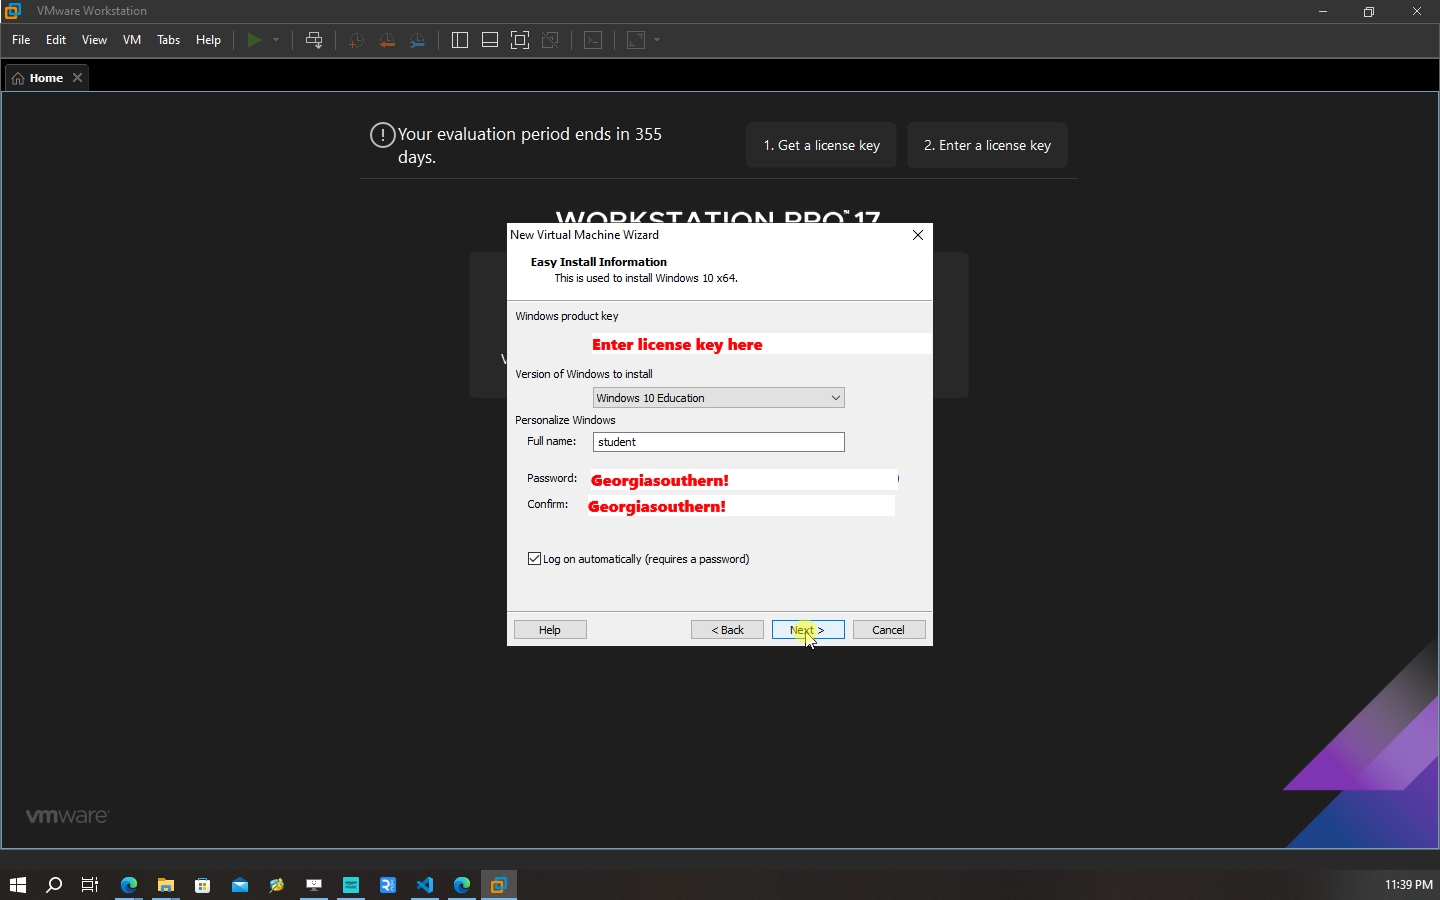 VMware Workstation
File Edit View VM Tabs Help
Home
Your evaluation period ends in 355
days.
1. Get a license key
2. Enter a license key
WORKSTATION PRO™ 17
New Virtual Machine Wizard
Easy Install Information
This is used to install Windows 10 x64.
Windows product key
Enter license key here
Version of Windows to install
Windows 10 Education
Personalize Windows
Full name: student
Password: Georgiasouthern!
Confirm: Georgiasouthern!
Log on automatically (requires a password)
Help < Back Next > Cancel
vmware
11:39 PM